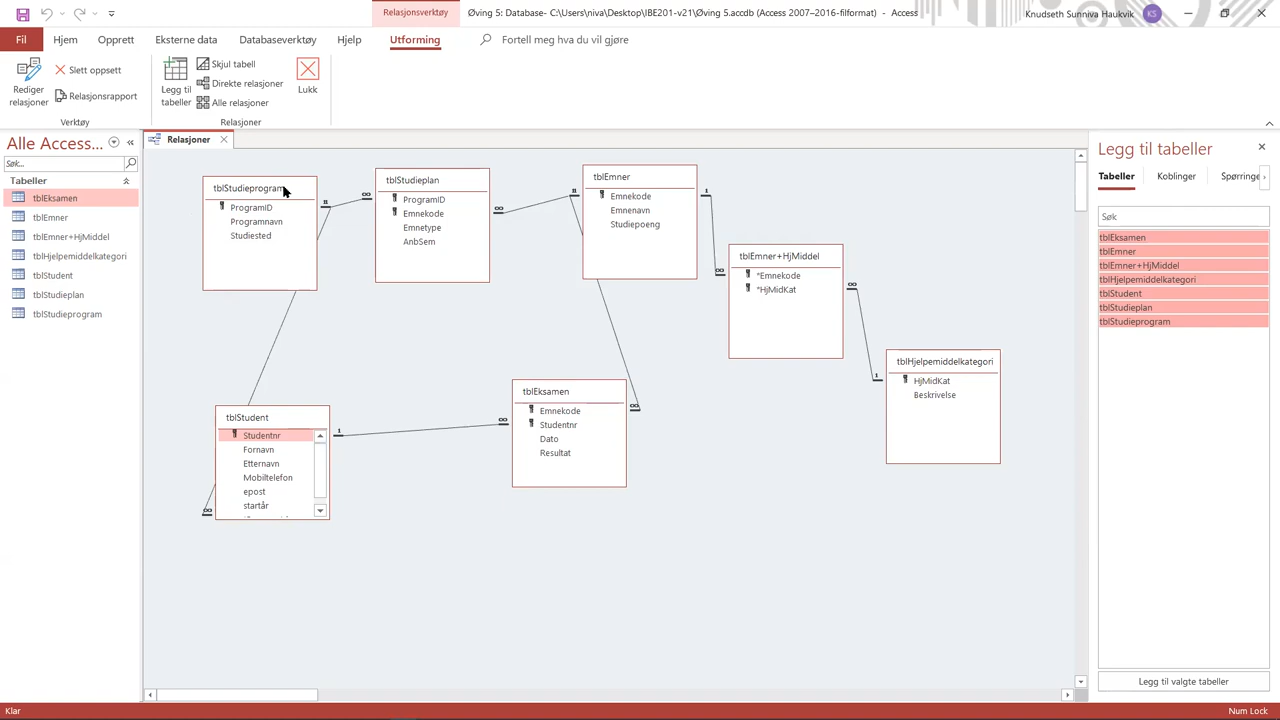 Relasjonsverktøy
Øving 5: Database- C:\Users\niva\Desktop\IBE201-v21\Øving 5.accdb (Access 2007–2016-filformat) - Access
Knudseth Sunniva Haukvik
KS
Fil
Hjem
Opprett
Eksterne data
Databaseverktøy
Hjelp
Utforming
Fortell meg hva du vil gjøre
Rediger
relasjoner
Slett oppsett
Relasjonsrapport
Verktøy
Legg til
tabeller
Skjul tabell
Direkte relasjoner
Alle relasjoner
Lukk
Relasjoner
Alle Access...
Søk...
Tabeller
tblEksamen
tblEmner
tblEmner+HjMiddel
tblHjelpemiddelkategori
tblStudent
tblStudieplan
tblStudieprogram
Relasjoner
tblStudieprogram
ProgramID
Programnavn
Studiested
tblStudieplan
ProgramID
Emnekode
Emnetype
AnbSem
tblEmner
Emnekode
Emnenavn
Studiepoeng
tblEmner+HjMiddel
*Emnekode
*HjMidKat
tblHjelpemiddelkategori
HjMidKat
Beskrivelse
tblEksamen
Emnekode
Studentnr
Dato
Resultat
tblStudent
Studentnr
Fornavn
Etternavn
Mobiltelefon
epost
startår
1
∞
∞
1
∞
∞
1
1
∞
∞
Legg til tabeller
Tabeller
Koblinger
Spørringe
Søk
tblEksamen
tblEmner
tblEmner+HjMiddel
tblHjelpemiddelkategori
tblStudent
tblStudieplan
tblStudieprogram
Legg til valgte tabeller
Klar
Num Lock